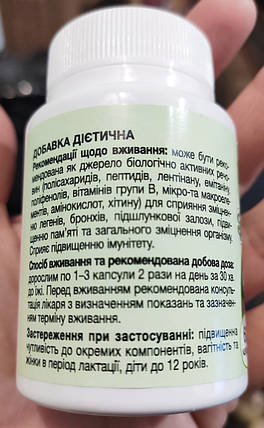 ДОБАВКА ДІЄТИЧНА
Рекомендації щодо вживання: може бути реко-
мендована як джерело біологічно активних речо-
вин (полісахаридів, пептидів, лентінану, емітаніну,
поліфенолів, вітамінів групи В, мікро-та макроеле-
ментів, амінокислот, хітину) для сприяння зміцнен-
ню легенів, бронхів, підшлункової залози, підви-
щенню пам'яті та загального зміцнення організму.
Сприяє підвищенню імунітету.
Спосіб вживання та рекомендована добова доза:
дорослим по 1–3 капсули 2 рази на день за 30 хв.
до їжі. Перед вживанням рекомендована консуль-
тація лікаря з визначенням показань та зазначен-
ням терміну вживання.
Застереження при застосуванні: підвищенна
чутливість до окремих компонентів, вагітність та
жінки в період лактації, діти до 12 років.